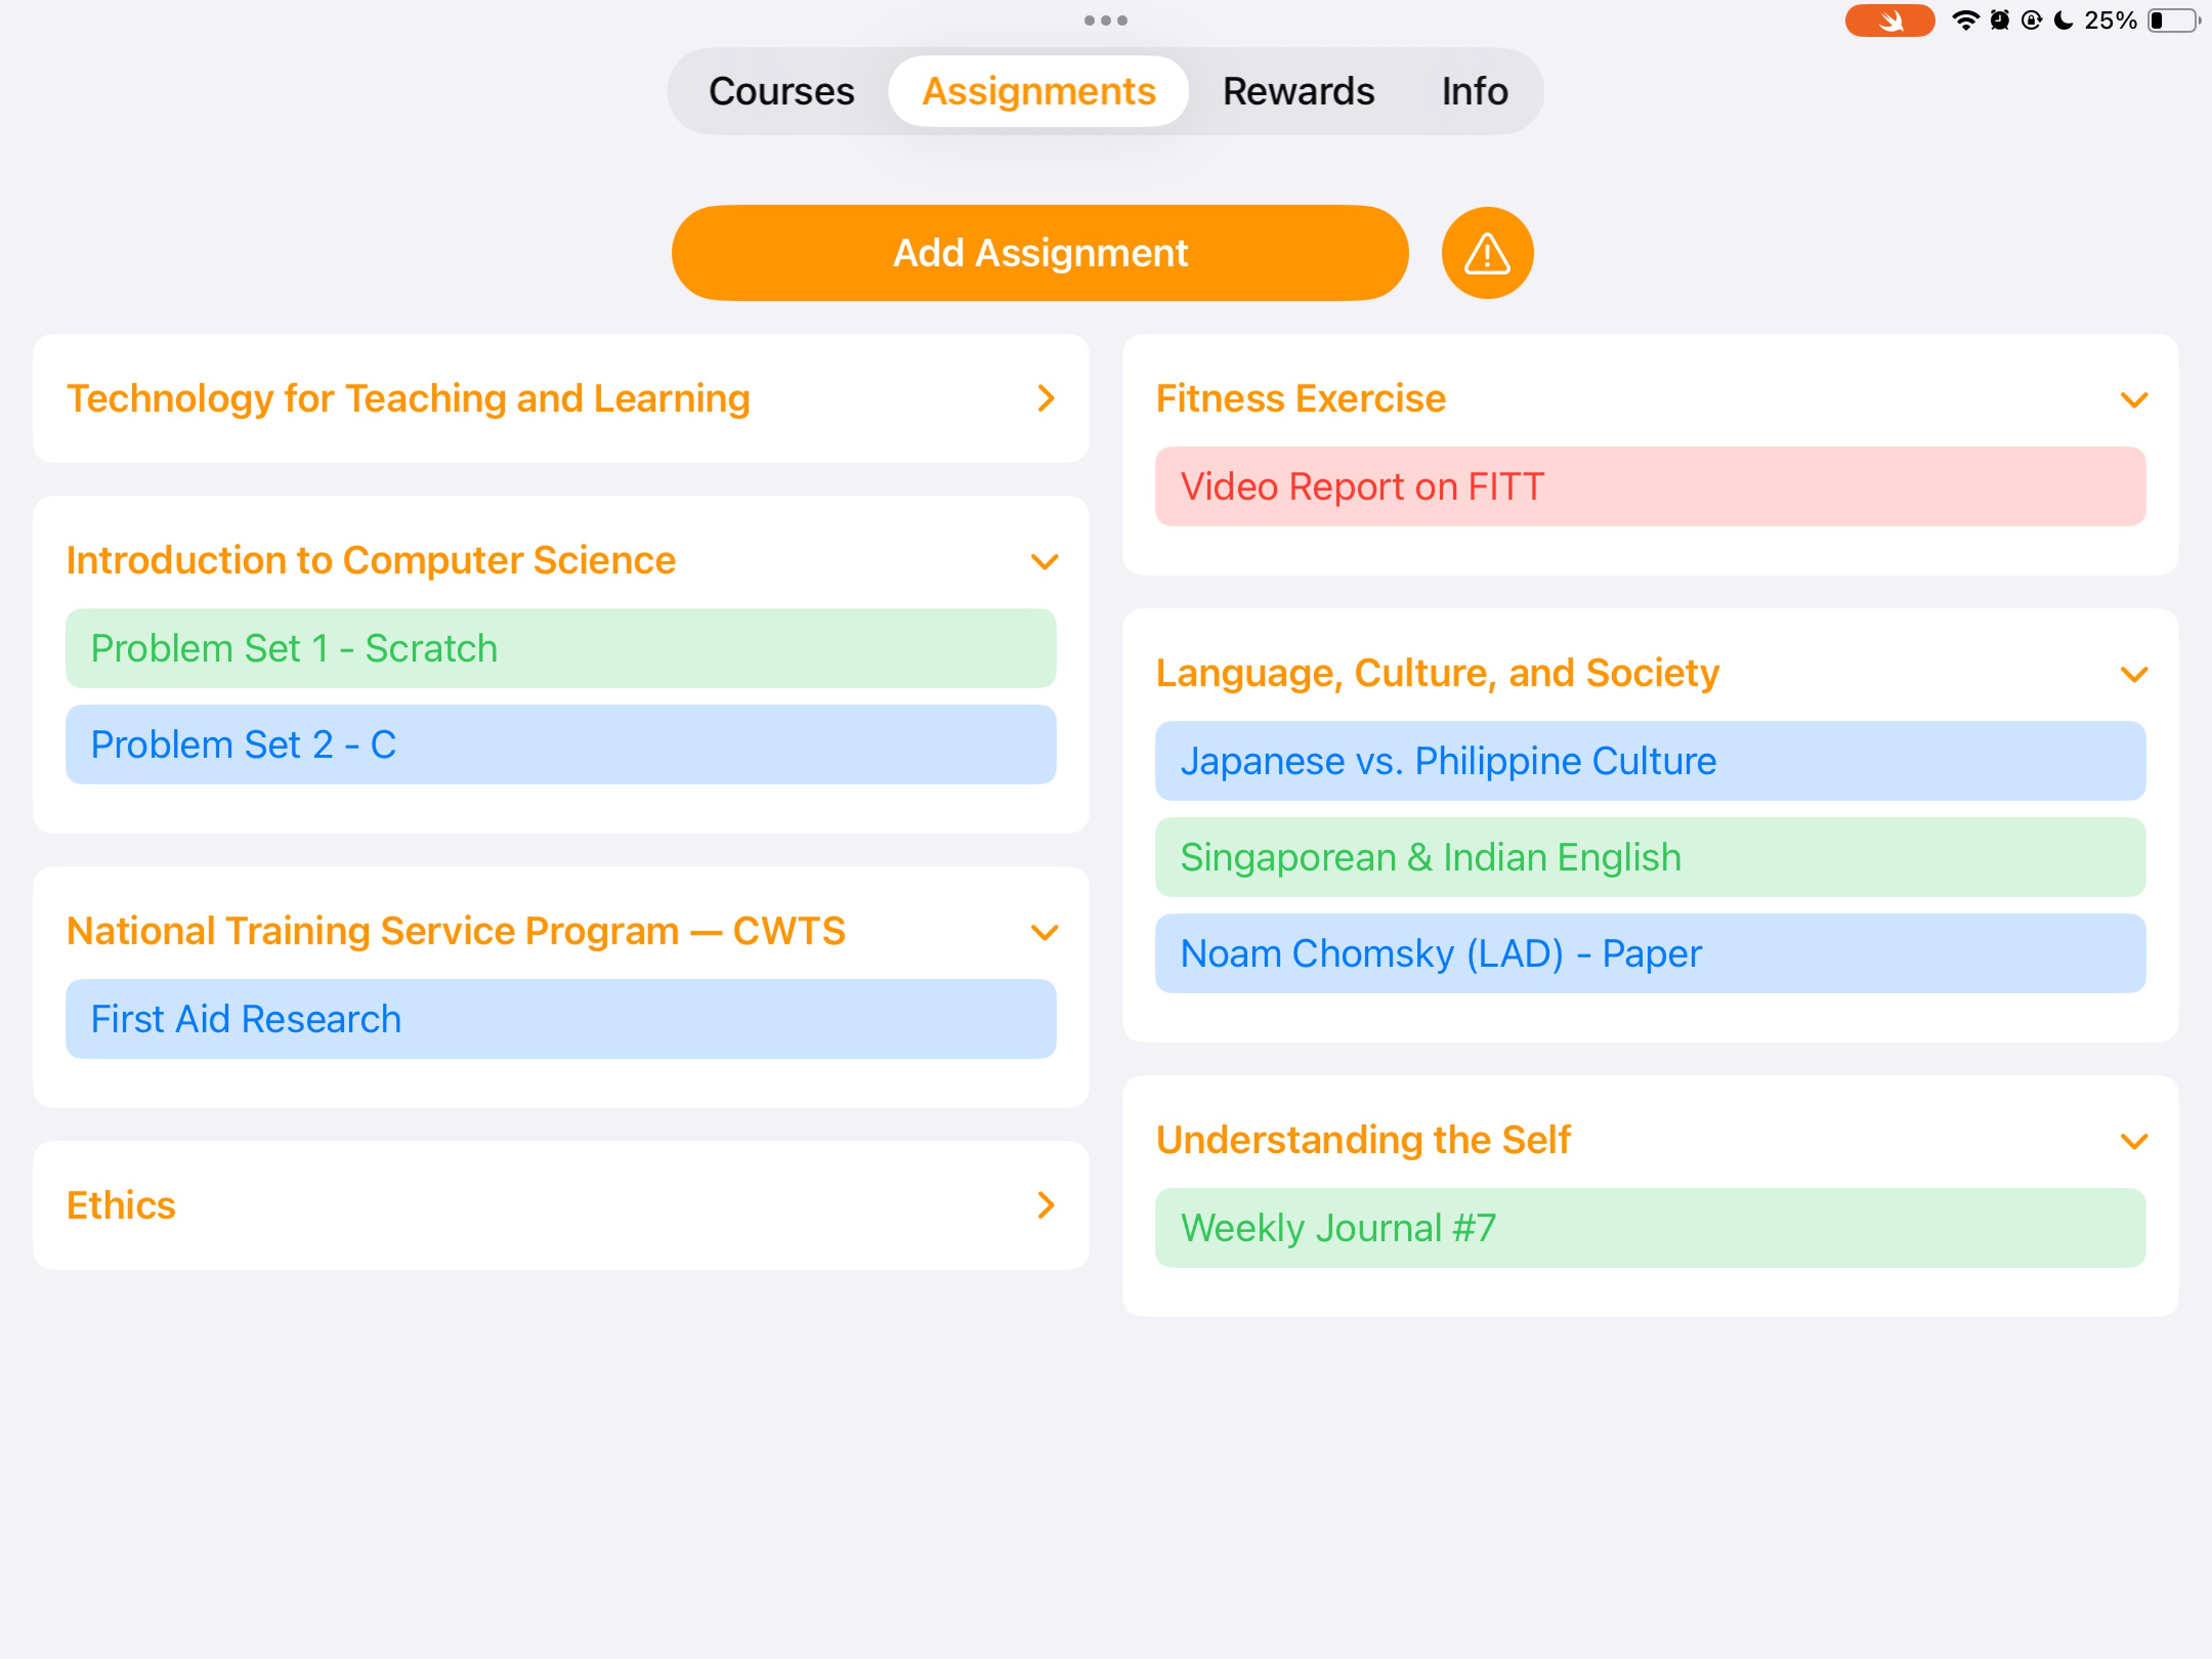 25%
Courses
Assignments
Rewards
Info
Add Assignment
Technology for Teaching and Learning
Introduction to Computer Science
Problem Set 1 - Scratch
Problem Set 2 - C
National Training Service Program — CWTS
First Aid Research
Ethics
Fitness Exercise
Video Report on FITT
Language, Culture, and Society
Japanese vs. Philippine Culture
Singaporean & Indian English
Noam Chomsky (LAD) - Paper
Understanding the Self
Weekly Journal #7